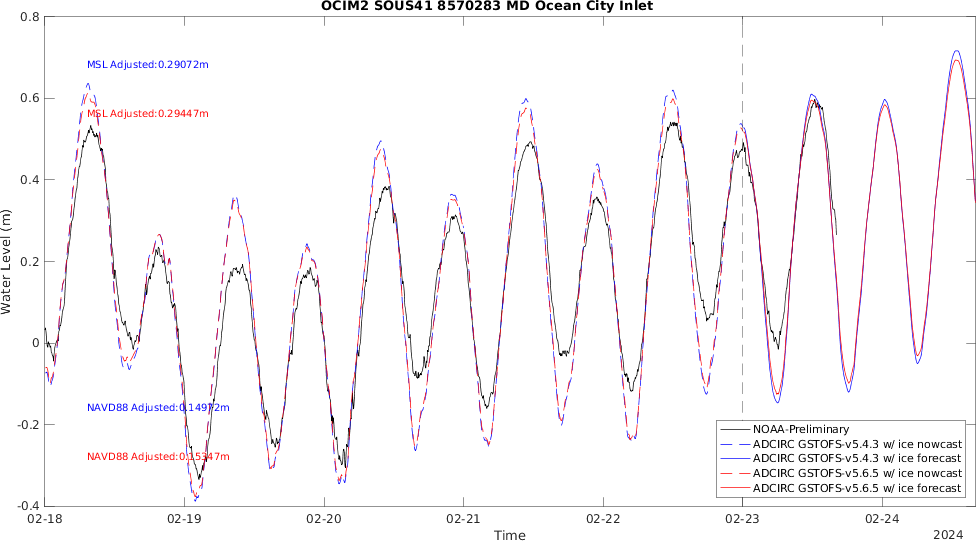 OCIM2 SOUS41 8570283 MD Ocean City Inlet
0.8
0.6
0.4
0.2
0
-0.2
-0.4
Water Level (m)
MSL Adjusted:0.29072m
MSL Adjusted:0.29447m
NAVD88 Adjusted:0.14972m
NAVD88 Adjusted:0.15347m
NOAA-Preliminary
ADCIRC GSTOFS-v5.4.3 w/ ice nowcast
ADCIRC GSTOFS-v5.4.3 w/ ice forecast
ADCIRC GSTOFS-v5.6.5 w/ ice nowcast
ADCIRC GSTOFS-v5.6.5 w/ ice forecast
02-18 02-19 02-20 02-21 02-22 02-23 02-24
Time
2024